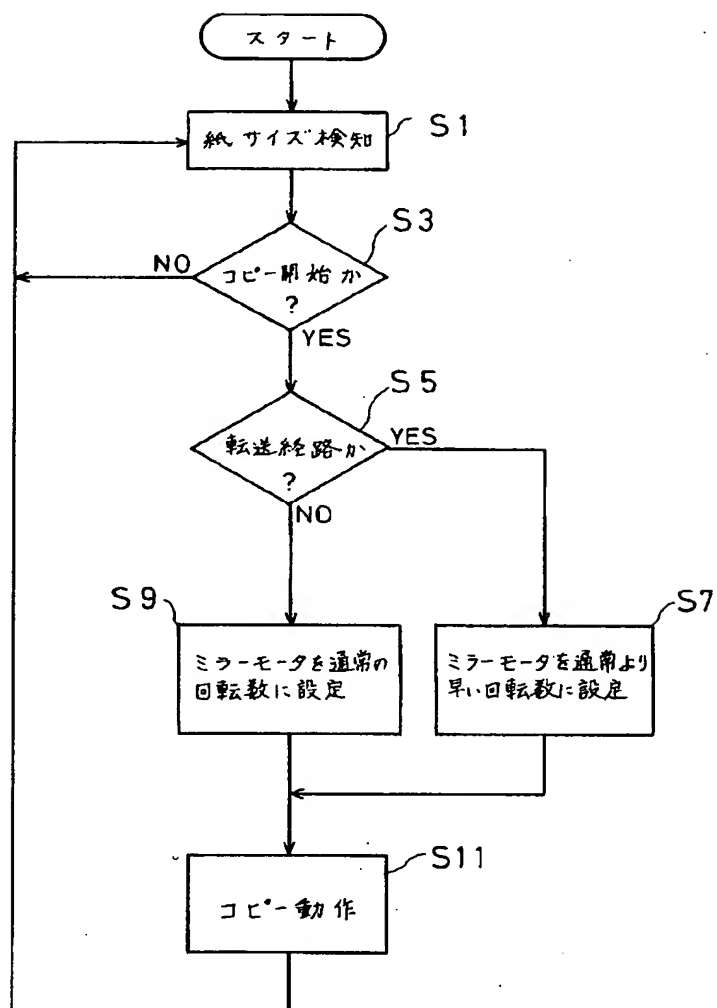 スタート
紙サイズ検知
S1
S3
コピー開始か
?
NO
YES
S5
転送経路か
?
YES
NO
S9
ミラーモータを通常の
回転数に設定
S7
ミラーモータを通常より
早い回転数に設定
S11
コピー動作